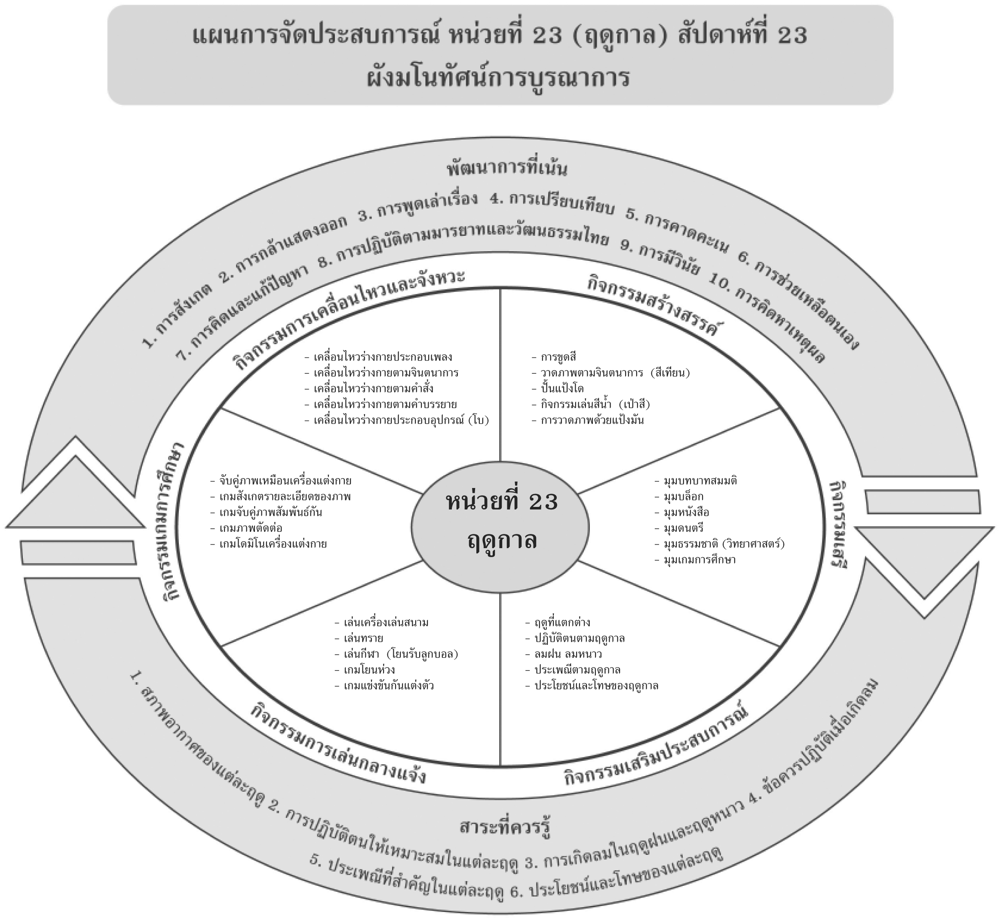 แผนการจัดประสบการณ์ หน่วยที่ 23 (ฤดูกาล) สัปดาห์ที่ 23
ผังมโนทัศน์การบูรณาการ
พัฒนาการที่เน้น
1. การสังเกต 2. การกล้าแสดงออก 3. การพูดเล่าเรื่อง 4. การเปรียบเทียบ 5. การคาดคะเน 6. การช่วยเหลือตนเอง
7. การคิดและแก้ปัญหา 8. การปฏิบัติตามมารยาทและวัฒนธรรมไทย 9. การมีวินัย 10. การคิดหาเหตุผล
กิจกรรมการเคลื่อนไหวและจังหวะ
- เคลื่อนไหวร่างกายประกอบเพลง
- เคลื่อนไหวร่างกายตามจินตนาการ
- เคลื่อนไหวร่างกายตามคำสั่ง
- เคลื่อนไหวร่างกายตามคำบรรยาย
- เคลื่อนไหวร่างกายประกอบอุปกรณ์ (โบ)
กิจกรรมสร้างสรรค์
- การขูดสี
- วาดภาพตามจินตนาการ (สีเทียน)
- ปั้นแป้งโด
- กิจกรรมเล่นสีน้ำ (เป่าสี)
- การวาดภาพด้วยแป้งมัน
กิจกรรมเกมการศึกษา
- จับคู่ภาพเหมือนเครื่องแต่งกาย
- เกมสังเกตรายละเอียดของภาพ
- เกมจับคู่ภาพสัมพันธ์กัน
- เกมภาพตัดต่อ
- เกมโดมิโนเครื่องแต่งกาย
หน่วยที่ 23
ฤดูกาล
กิจกรรมเสรี
- มุมบทบาทสมมติ
- มุมบล็อก
- มุมหนังสือ
- มุมดนตรี
- มุมธรรมชาติ (วิทยาศาสตร์)
- มุมเกมการศึกษา
- เล่นเครื่องเล่นสนาม
- เล่นทราย
- เล่นกีฬา (โยนรับลูกบอล)
- เกมโยนห่วง
- เกมแข่งขันกันแต่งตัว
กิจกรรมการเล่นกลางแจ้ง
- ฤดูที่แตกต่าง
- ปฏิบัติตนตามฤดูกาล
- ลมฝน ลมหนาว
- ประเพณีตามฤดูกาล
- ประโยชน์และโทษของฤดูกาล
กิจกรรมเสริมประสบการณ์
สาระที่ควรรู้
1. สภาพอากาศของแต่ละฤดู 2. การปฏิบัติตนให้เหมาะสมในแต่ละฤดู 3. การเกิดลมในฤดูฝนและฤดูหนาว 4. ข้อควรปฏิบัติเมื่อเกิดลม
5. ประเพณีที่สำคัญในแต่ละฤดู 6. ประโยชน์และโทษของแต่ละฤดู